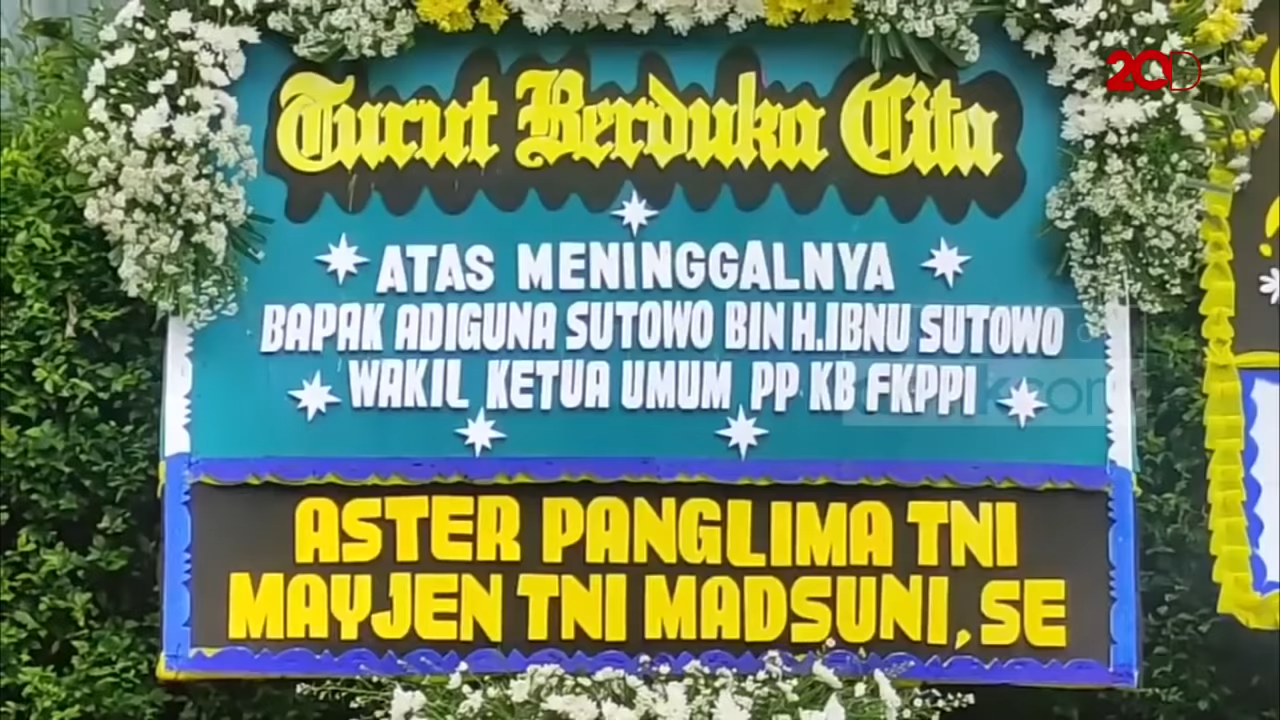 20D
Turut Berduka Cita
ATAS MENINGGALNYA
BAPAK ADIGUNA SUTOWO BIN H.IBNU SUTOWO
WAKIL KETUA UMUM PP KB FKPPI
ASTER PANGLIMA TNI
MAYJEN TNI MADSUNI, SE